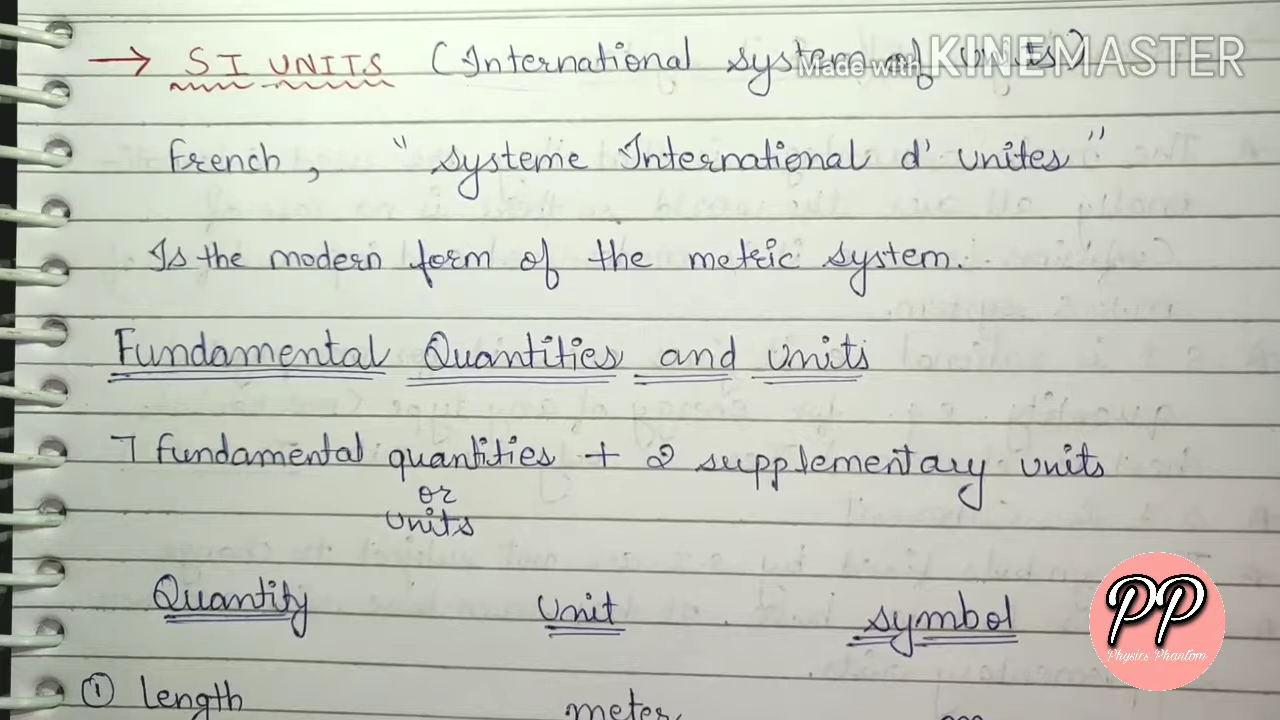 → SI UNITS (International system of units)
Made with KINEMASTER
French, "systeme International d' unites"
Is the modern form of the metric system.
Fundamental Quantities and units
7 fundamental quantities + 2 supplementary units
or
units
Quantity unit symbol
① length meter m
PP
Physics Phantom